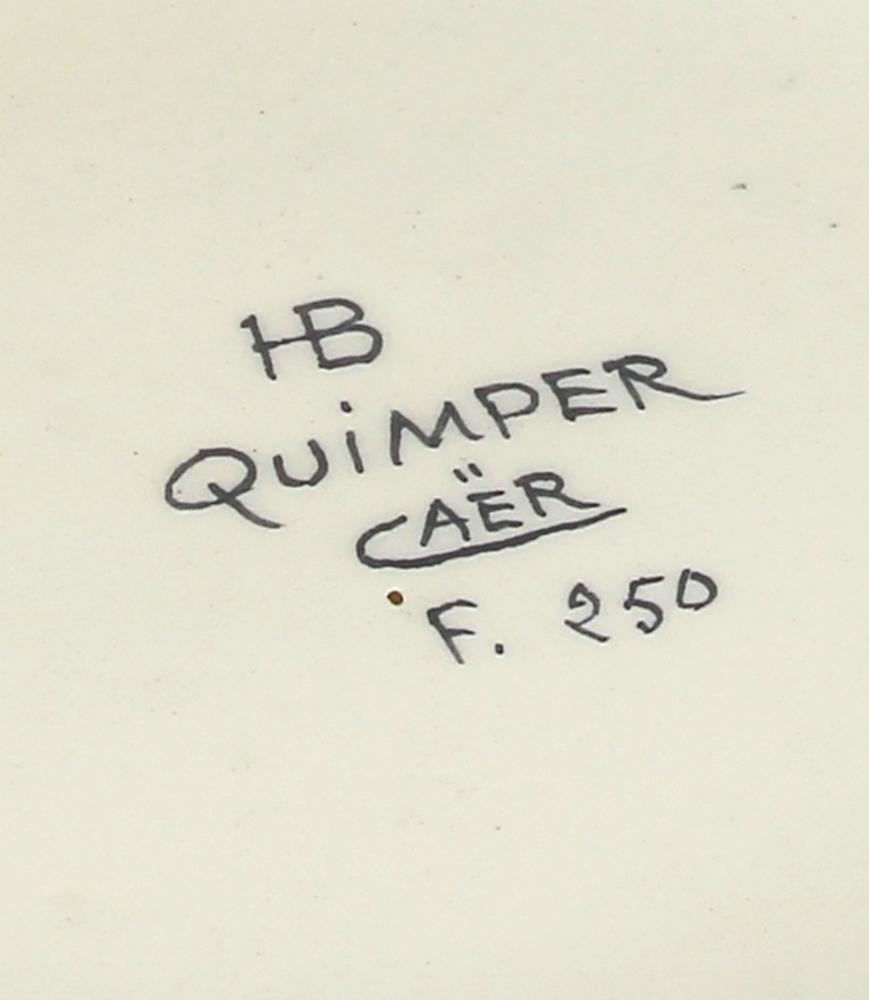 HB
QUiMPER
CAËR
F. 250